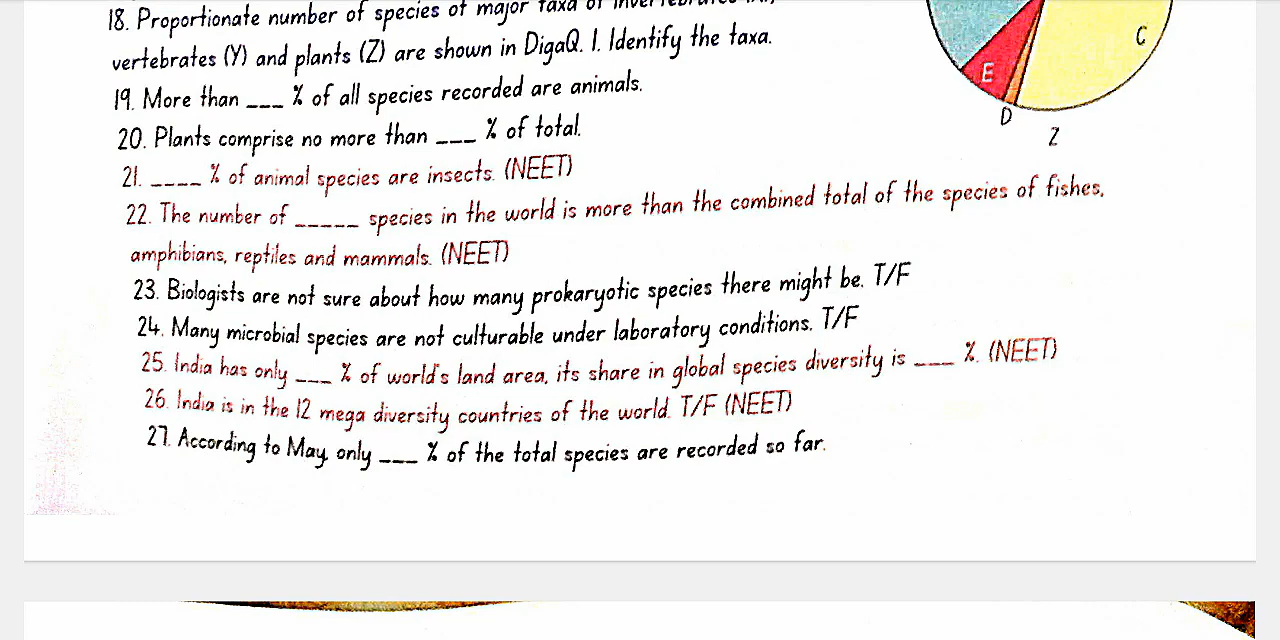 18. Proportionate number of species of major taxa of invertebrates (X),
vertebrates (Y) and plants (Z) are shown in DigaQ. 1. Identify the taxa.
19. More than ___ % of all species recorded are animals.
20. Plants comprise no more than ___ % of total.
21. ____ % of animal species are insects. (NEET)
22. The number of _____ species in the world is more than the combined total of the species of fishes,
amphibians, reptiles and mammals. (NEET)
23. Biologists are not sure about how many prokaryotic species there might be. T/F
24. Many microbial species are not culturable under laboratory conditions. T/F
25. India has only ___ % of world's land area, its share in global species diversity is ___ %. (NEET)
26. India is in the 12 mega diversity countries of the world. T/F (NEET)
27. According to May, only ___ % of the total species are recorded so far.
C
E
D
Z